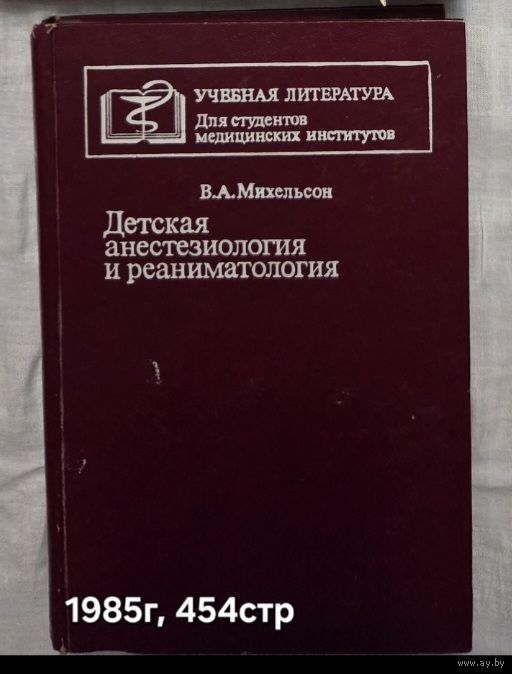 УЧЕБНАЯ ЛИТЕРАТУРА
Для студентов
медицинских институтов
В.А.Михельсон
Детская
анестезиология
и реаниматология
1985г, 454стр
www.ay.by